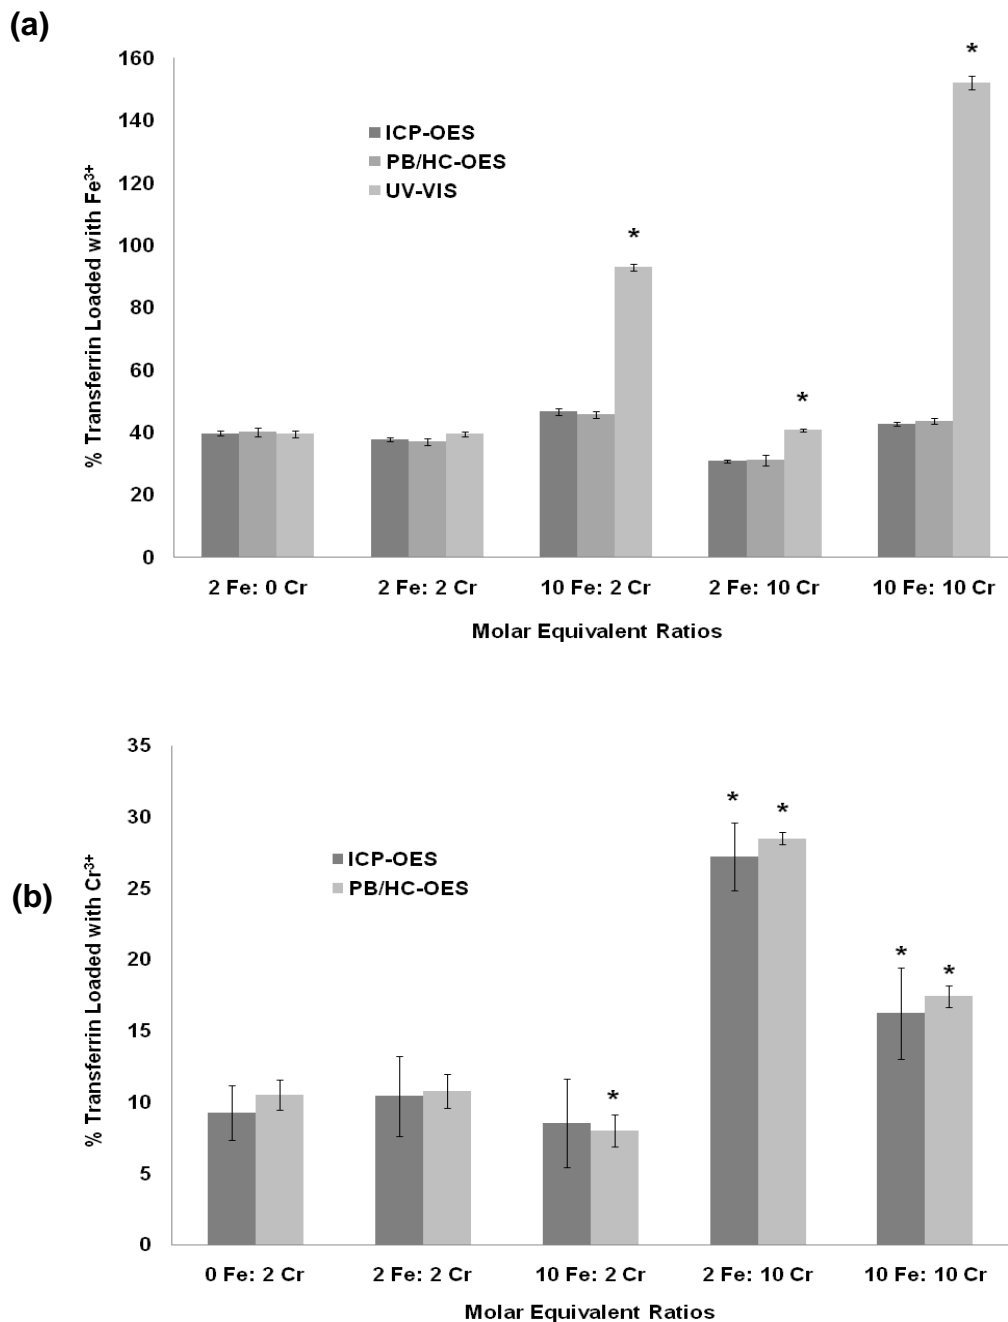 (a)
160
140
120
100
80
60
40
20
0
% Transferrin Loaded with Fe³⁺
ICP-OES
PB/HC-OES
UV-VIS
*
*
*
2 Fe: 0 Cr 2 Fe: 2 Cr 10 Fe: 2 Cr 2 Fe: 10 Cr 10 Fe: 10 Cr
Molar Equivalent Ratios
(b)
35
30
25
20
15
10
5
0
% Transferrin Loaded with Cr³⁺
ICP-OES
PB/HC-OES
*
* *
* *
0 Fe: 2 Cr 2 Fe: 2 Cr 10 Fe: 2 Cr 2 Fe: 10 Cr 10 Fe: 10 Cr
Molar Equivalent Ratios